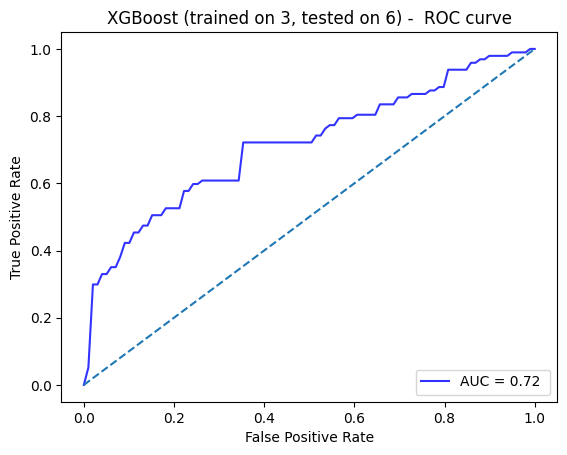 XGBoost (trained on 3, tested on 6) -  ROC curve
True Positive Rate
1.0
0.8
0.6
0.4
0.2
0.0
AUC = 0.72
0.0 0.2 0.4 0.6 0.8 1.0
False Positive Rate